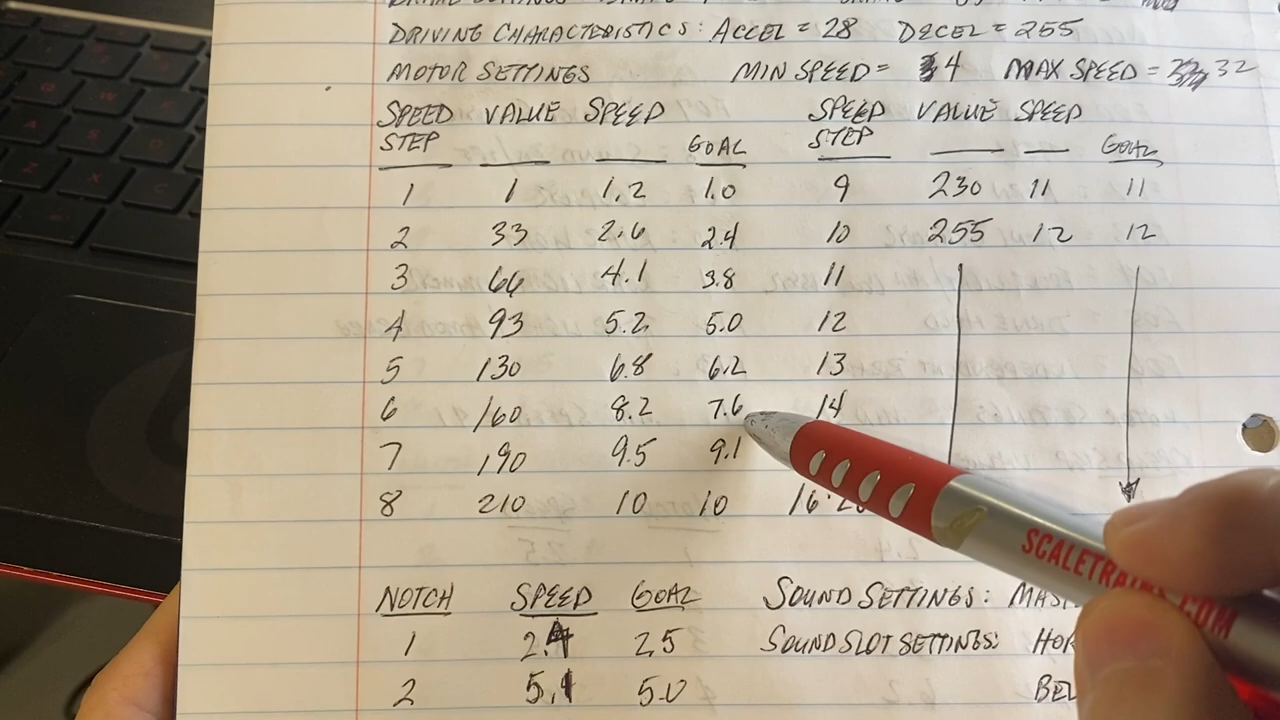 DRIVING CHARACTERISTICS: ACCEL = 28 DECEL = 255
MOTOR SETTINGS MIN SPEED = 4 MAX SPEED = 32
SPEED STEP VALUE SPEED GOAL SPEED STEP VALUE SPEED GOAL
1 1 1.2 1.0 9 230 11 11
2 33 2.6 2.4 10 255 12 12
3 66 4.1 3.8 11
4 93 5.2 5.0 12
5 130 6.8 6.2 13
6 160 8.2 7.6 14
7 190 9.5 9.1
8 210 10 10
NOTCH SPEED GOAL SOUND SETTINGS:
1 2.4 2.5 SOUND SLOT SETTINGS:
2 5.1 5.0
SCALETRAINS.COM